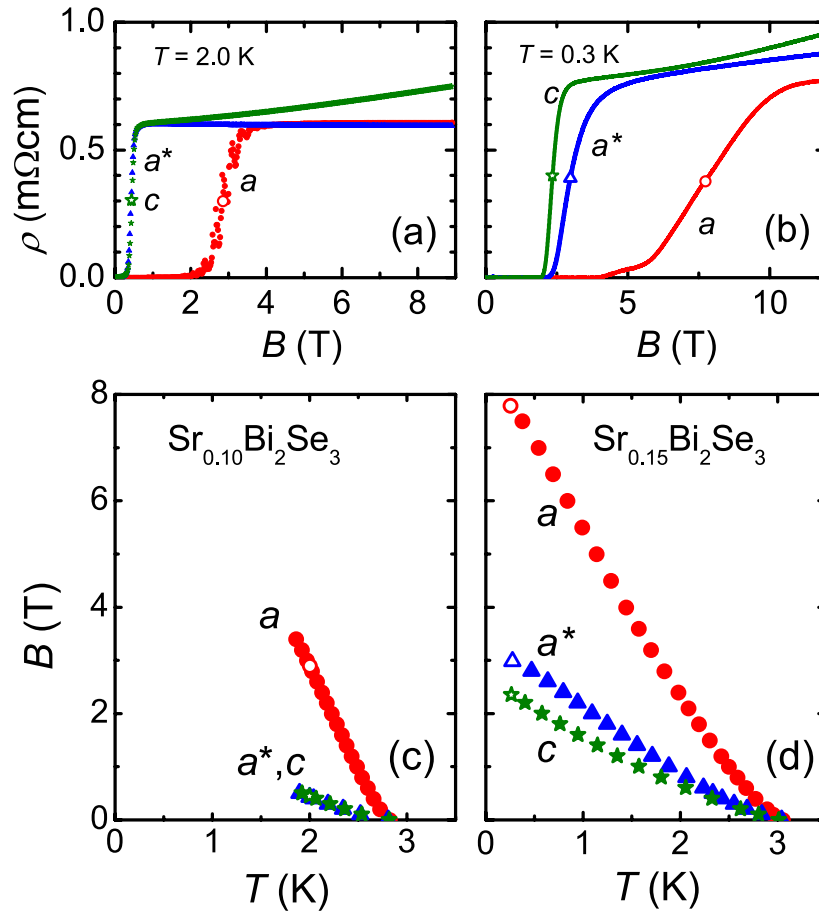 1.0
0.5
0.0
ρ (mΩcm)
T = 2.0 K
a*
c
a
(a)
0 2 4 6 8
B (T)
T = 0.3 K
c
a*
a
(b)
0 5 10
B (T)
8
6
4
2
0
B (T)
Sr0.10Bi2Se3
a
a*,c
(c)
0 1 2 3
T (K)
Sr0.15Bi2Se3
a
a*
c
(d)
0 1 2 3
T (K)